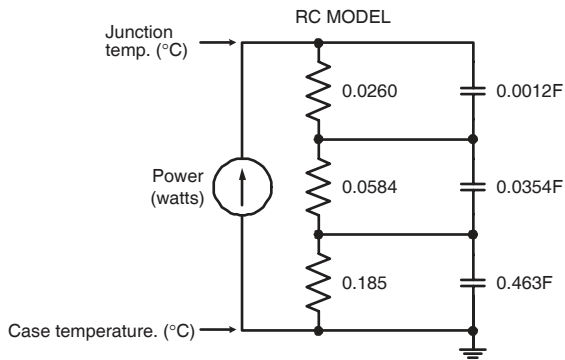 RC MODEL
Junction
temp. (°C)
0.0260
0.0012F
Power
(watts)
0.0584
0.0354F
0.185
0.463F
Case temperature. (°C)